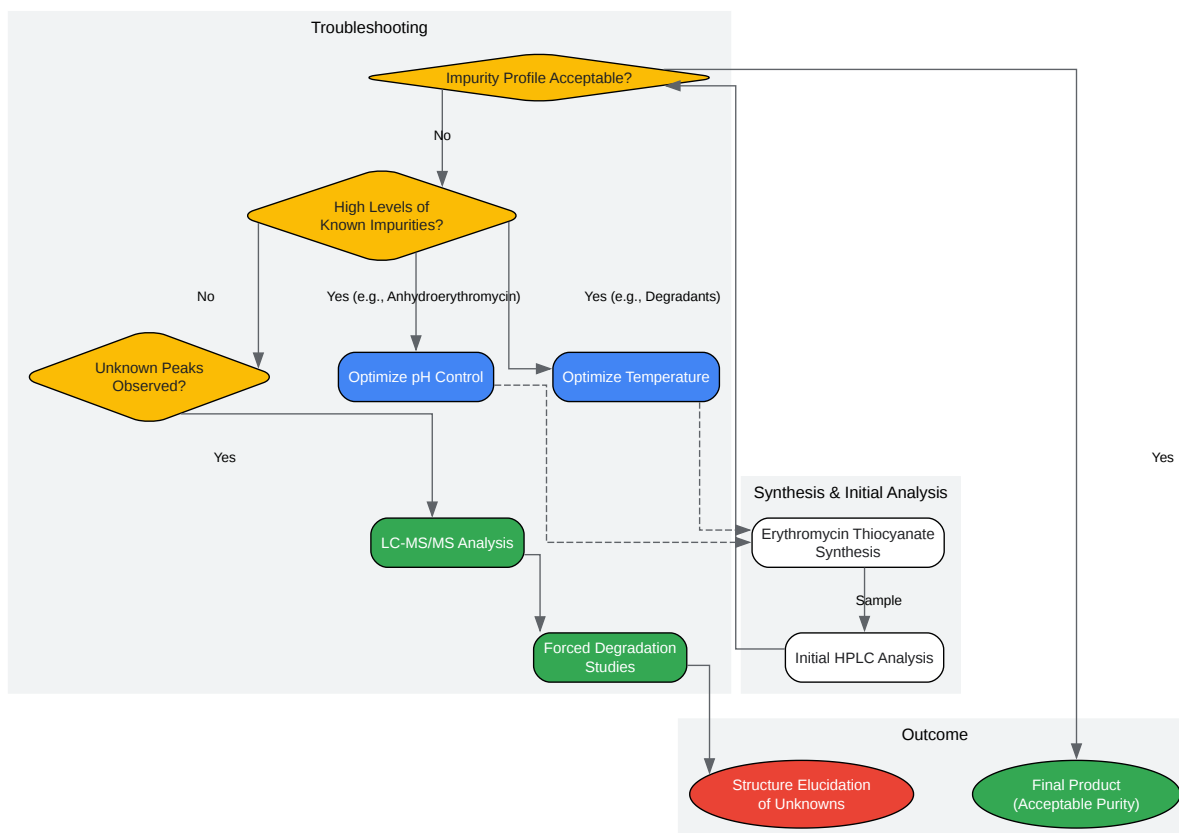 Troubleshooting
Impurity Profile Acceptable?
No
High Levels of
Known Impurities?
No
Yes (e.g., Anhydroerythromycin)
Yes (e.g., Degradants)
Unknown Peaks
Observed?
Optimize pH Control
Optimize Temperature
Yes
Yes
Synthesis & Initial Analysis
LC-MS/MS Analysis
Erythromycin Thiocyanate
Synthesis
Sample
Forced Degradation
Studies
Initial HPLC Analysis
Outcome
Structure Elucidation
of Unknowns
Final Product
(Acceptable Purity)